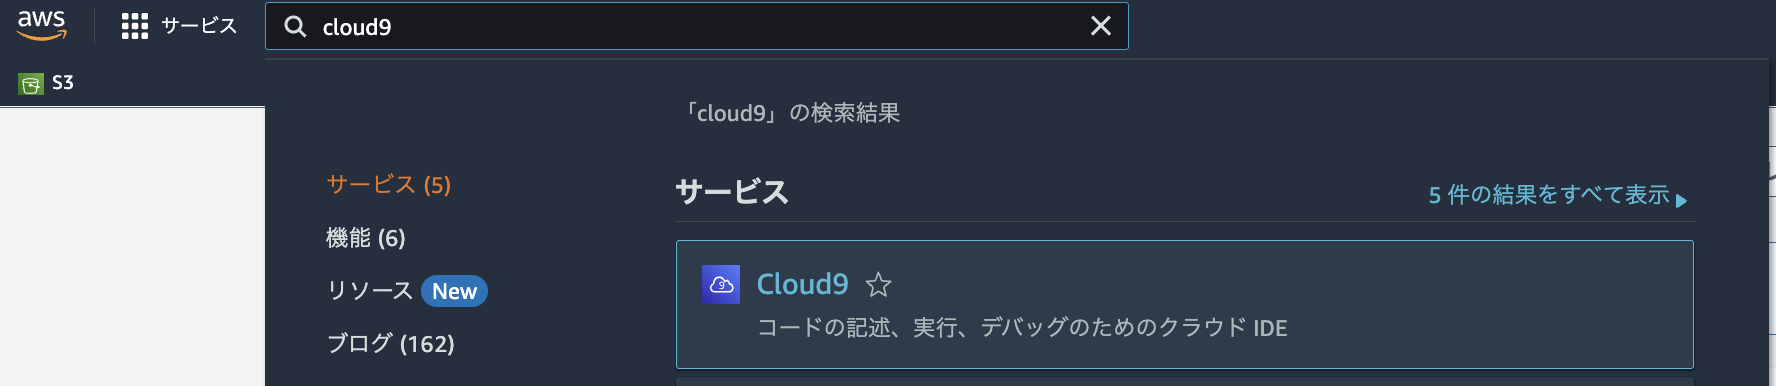 aws
サービス
cloud9
S3
「cloud9」の検索結果
サービス (5)
機能 (6)
リソース New
ブログ (162)
サービス
5 件の結果をすべて表示
Cloud9
コードの記述、実行、デバッグのためのクラウド IDE